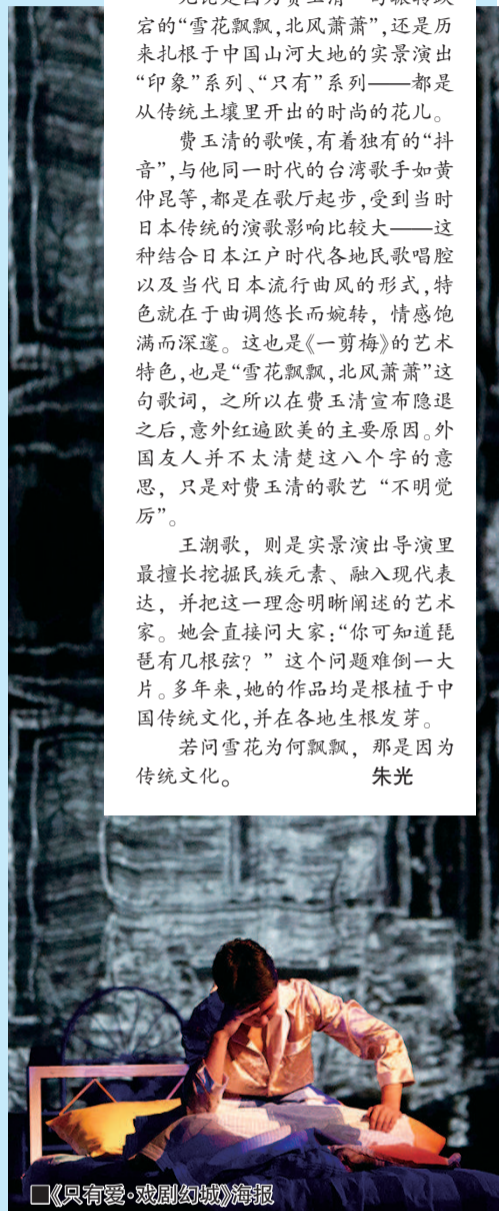 宕的“雪花飘飘,北风萧萧”,还是历
来扎根于中国山河大地的实景演出
“印象”系列、“只有”系列——都是
从传统土壤里开出的时尚的花儿。
费玉清的歌喉,有着独有的“抖
音”,与他同一时代的台湾歌手如黄
仲昆等,都是在歌厅起步,受到当时
日本传统的演歌影响比较大——这
种结合日本江户时代各地民歌唱腔
以及当代日本流行曲风的形式,特
色就在于曲调悠长而婉转，情感饱
满而深邃。这也是《一剪梅》的艺术
特色,也是“雪花飘飘,北风萧萧”这
句歌词，之所以在费玉清宣布隐退
之后,意外红遍欧美的主要原因。外
国友人并不太清楚这八个字的意
思，只是对费玉清的歌艺“不明觉
厉”。
王潮歌，则是实景演出导演里
最擅长挖掘民族元素、融入现代表
达，并把这一理念明晰阐述的艺术
家。她会直接问大家:“你可知道琵
琶有几根弦？”这个问题难倒一大
片。多年来,她的作品均是根植于中
国传统文化,并在各地生根发芽。
若问雪花为何飘飘，那是因为
传统文化。 朱光
■《只有爱·戏剧幻城》海报